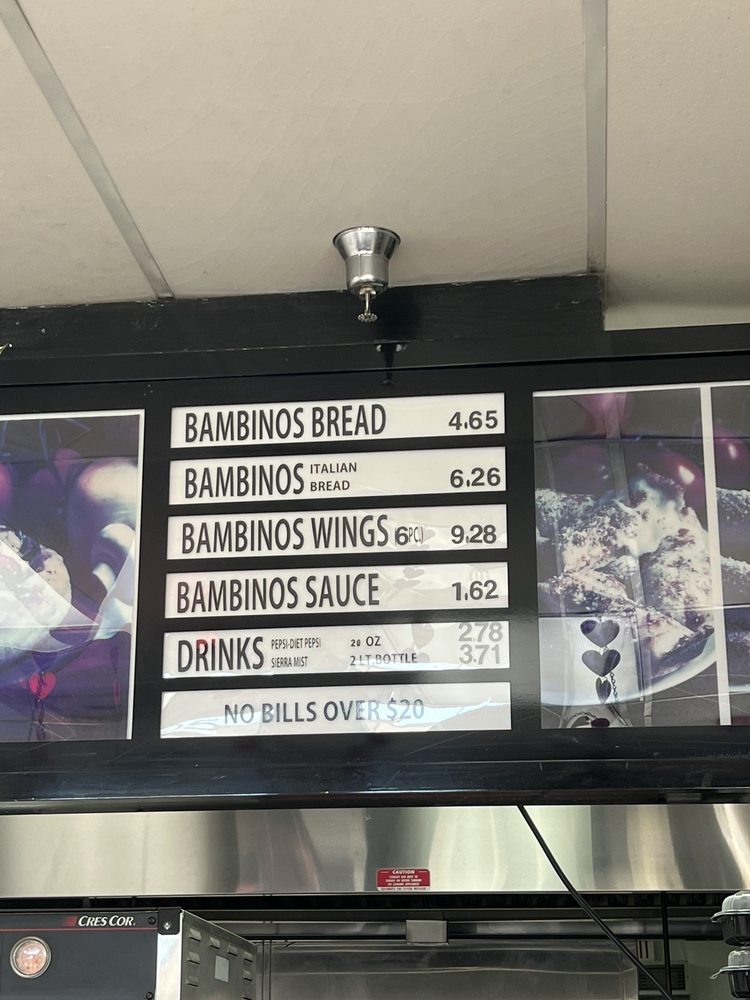 BAMBINOS BREAD 4.65
BAMBINOS ITALIAN BREAD 6.26
BAMBINOS WINGS (6PC.) 9.28
BAMBINOS SAUCE 1.62
DRINKS PEPSI-DIET PEPSI 20 OZ 2.78
SIERRA MIST 2 LT.BOTTLE 3.71
NO BILLS OVER $20
CAUTION
CRES COR